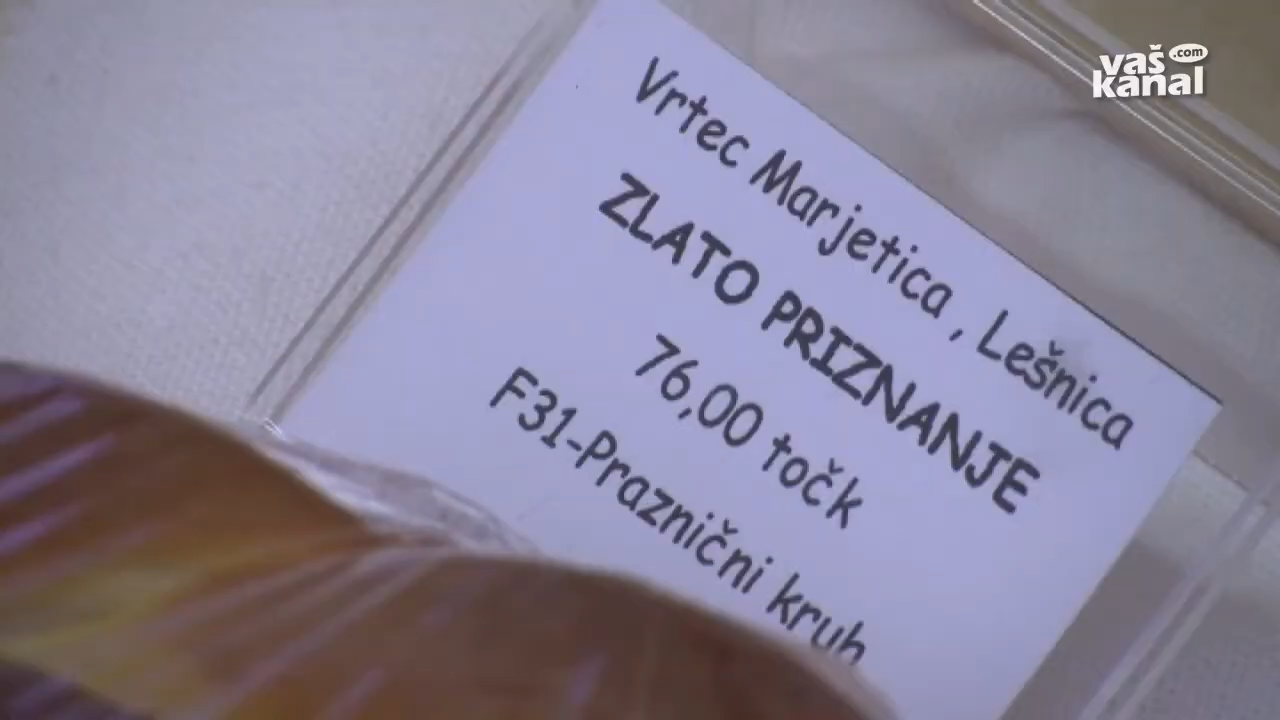 vaš .com
kanal
Vrtec Marjetica , Lešnica
ZLATO PRIZNANJE
76,00 točk
F31-Praznični kruh